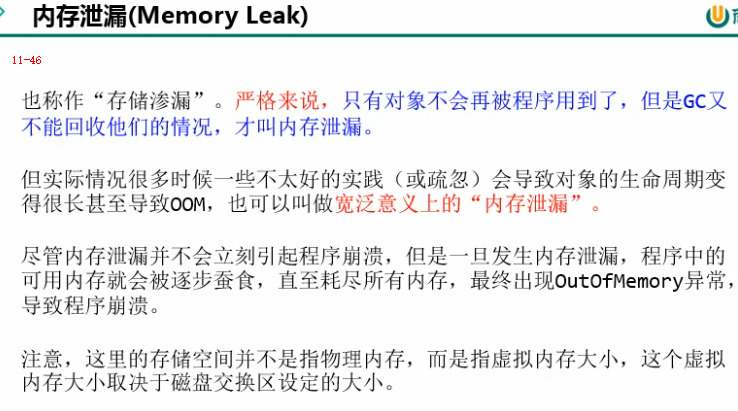 内存泄漏(Memory Leak)
11-46
也称作“存储渗漏”。严格来说，只有对象不会再被程序用到了，但是GC又
不能回收他们的情况，才叫内存泄漏。
但实际情况很多时候一些不太好的实践（或疏忽）会导致对象的生命周期变
得很长甚至导致OOM，也可以叫做宽泛意义上的“内存泄漏”。
尽管内存泄漏并不会立刻引起程序崩溃，但是一旦发生内存泄漏，程序中的
可用内存就会被逐步蚕食，直至耗尽所有内存，最终出现OutOfMemory异常，
导致程序崩溃。
注意，这里的存储空间并不是指物理内存，而是指虚拟内存大小，这个虚拟
内存大小取决于磁盘交换区设定的大小。